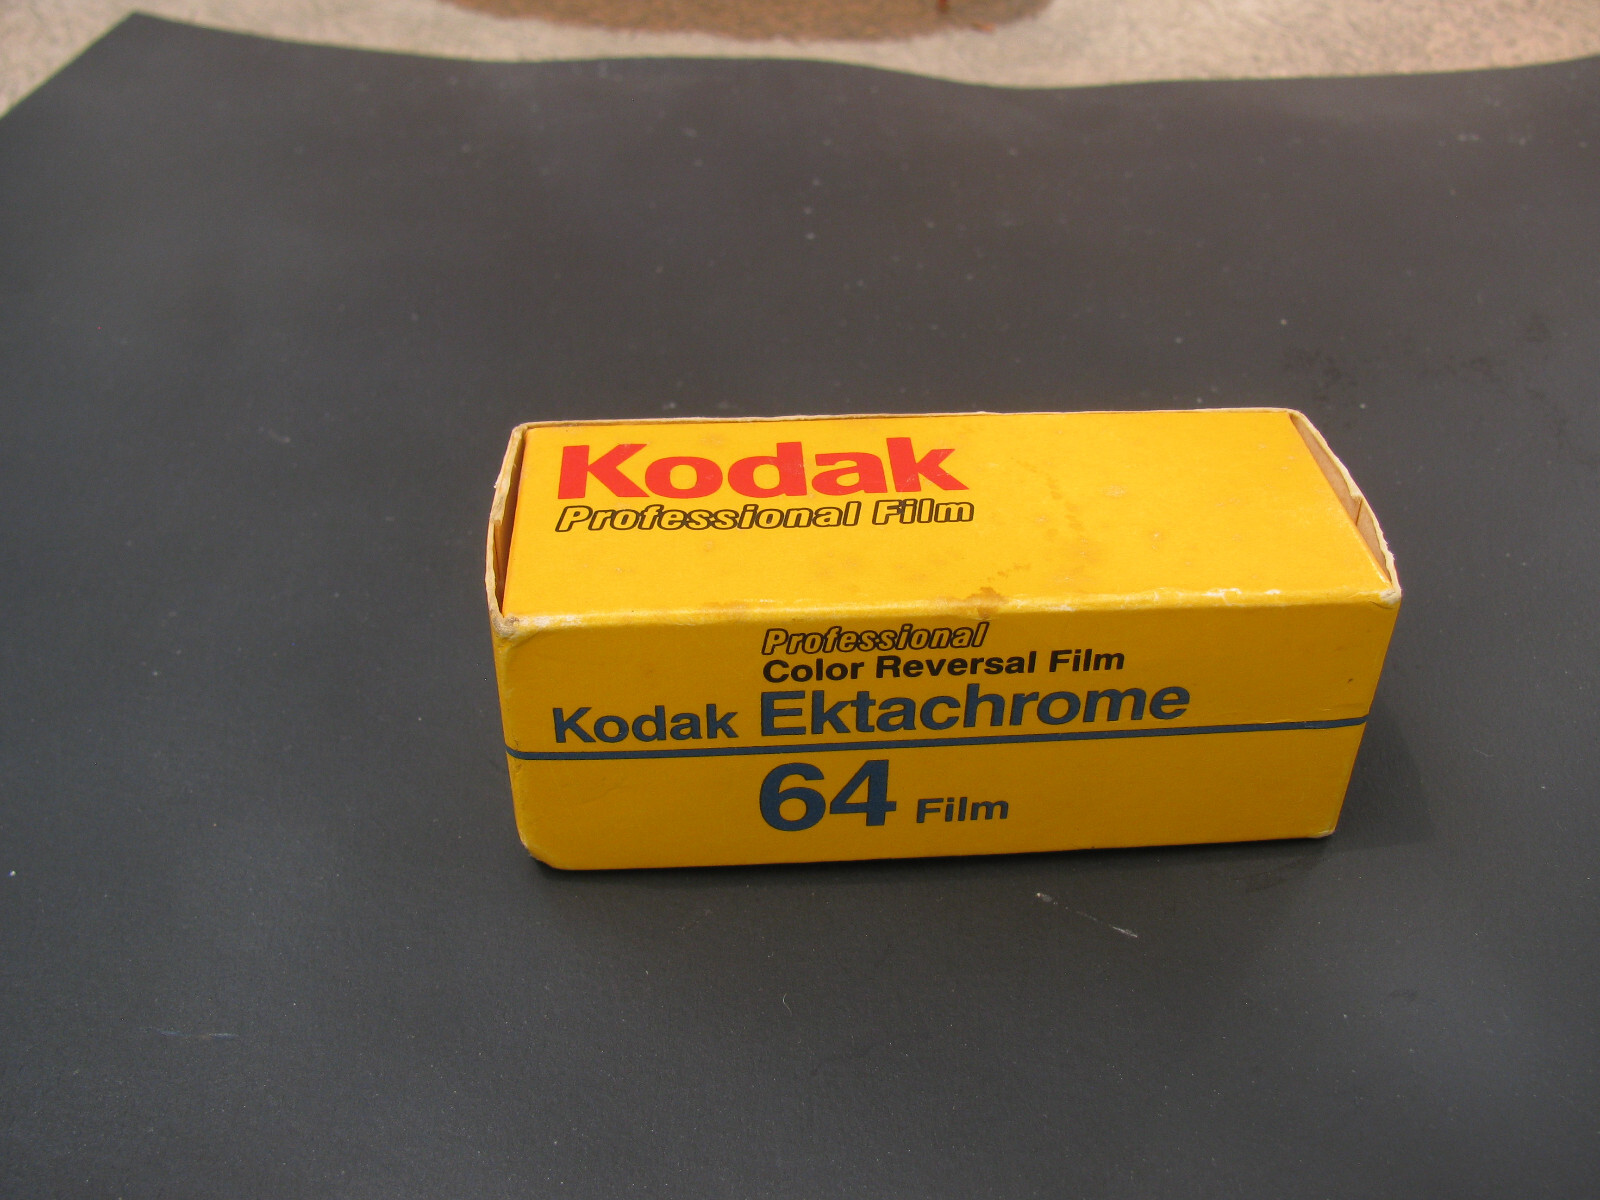 Kodak
Professional Film
Professional
Color Reversal Film
Kodak Ektachrome
64 Film